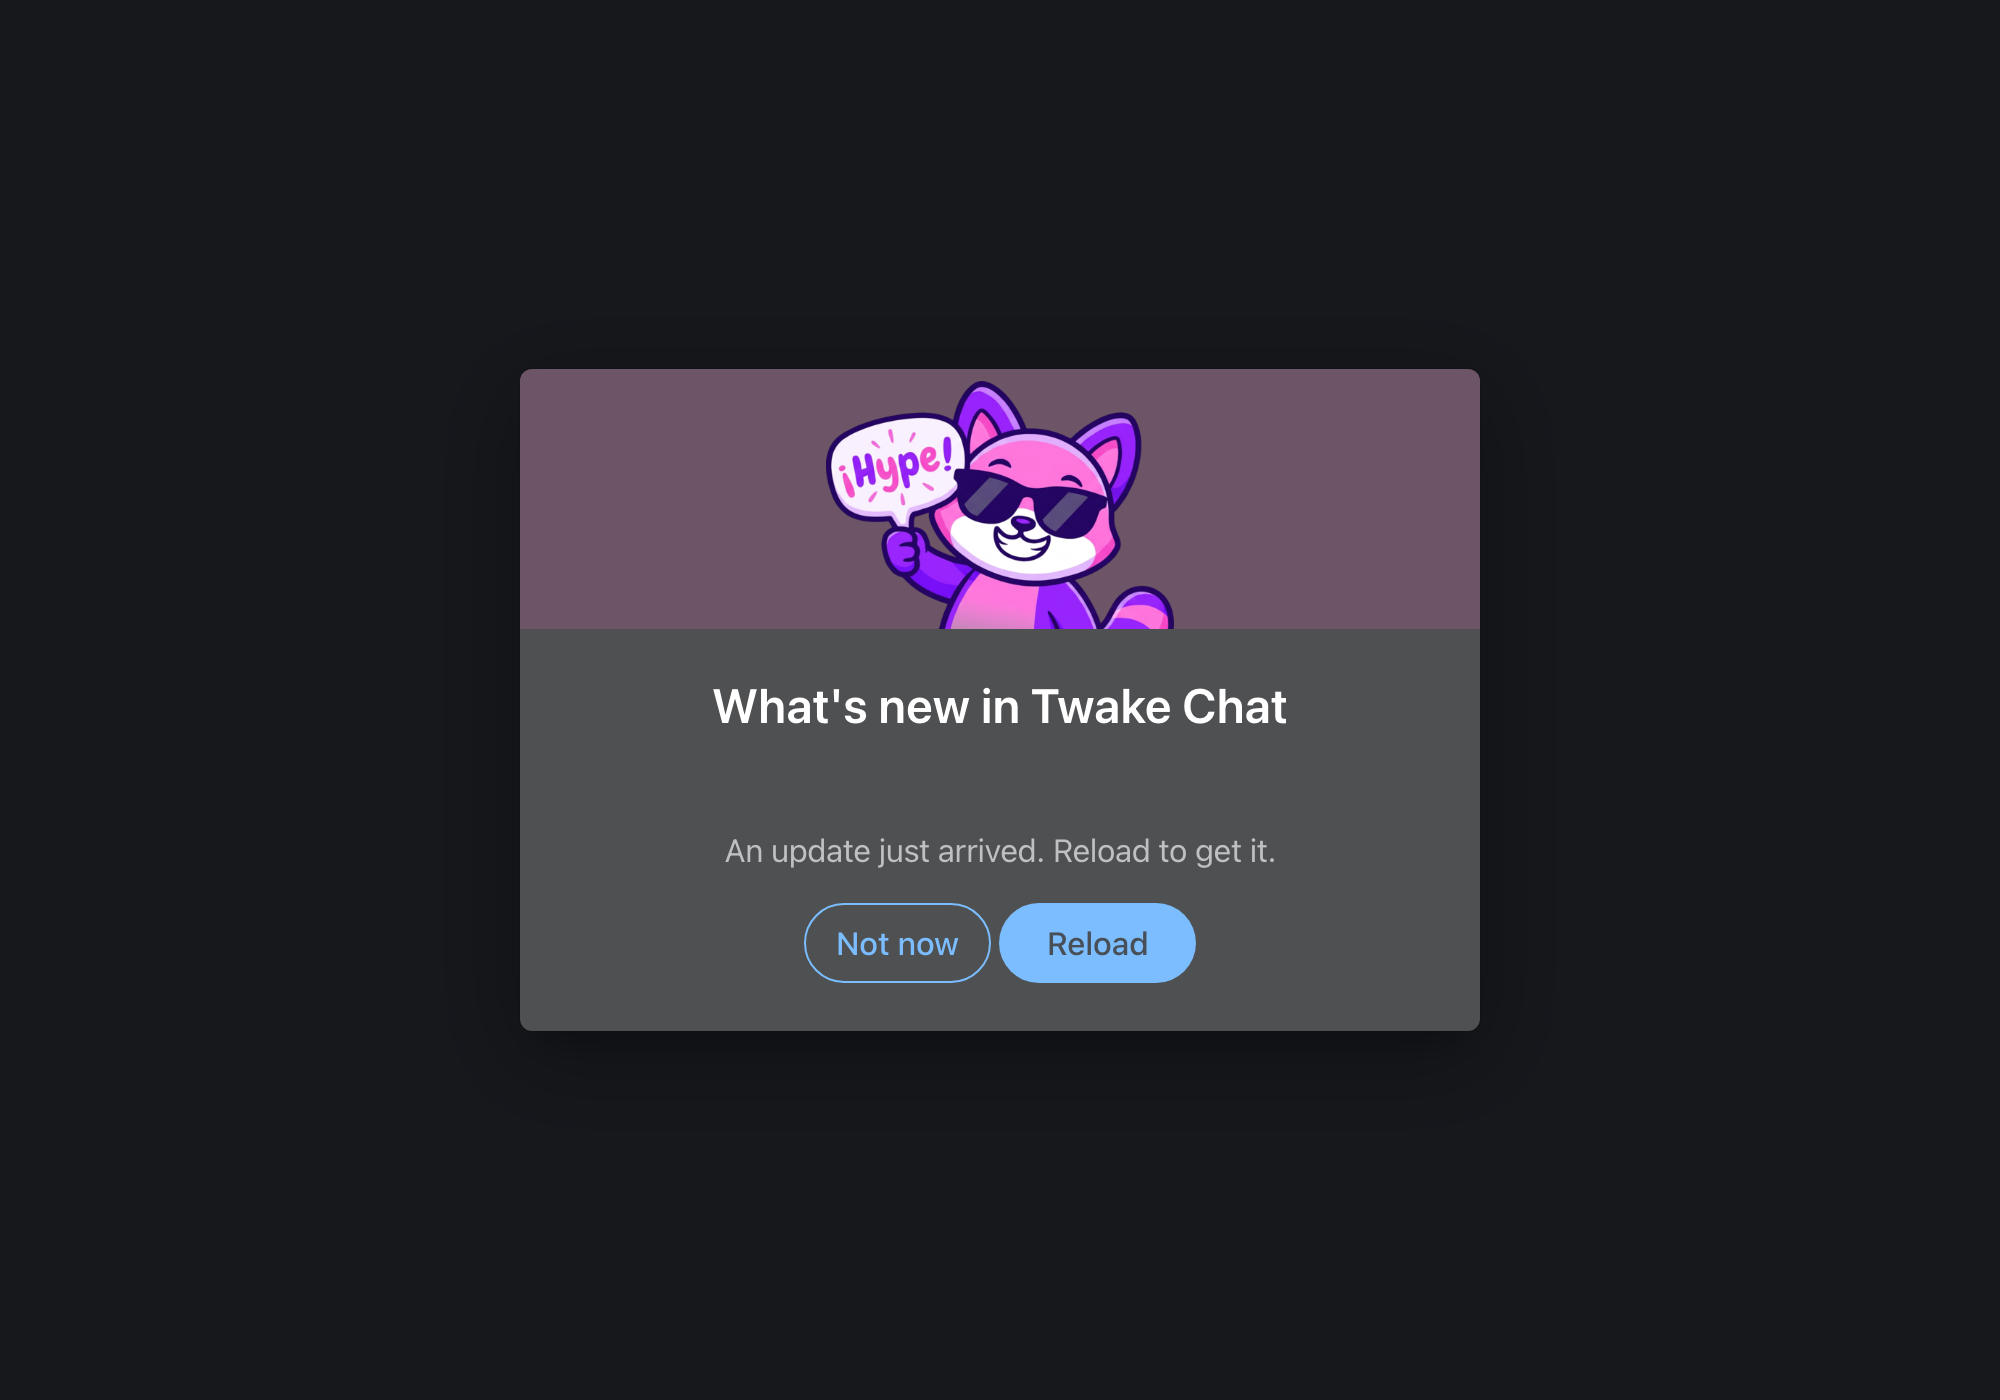 ¡Hype!
What's new in Twake Chat
An update just arrived. Reload to get it.
Not now
Reload